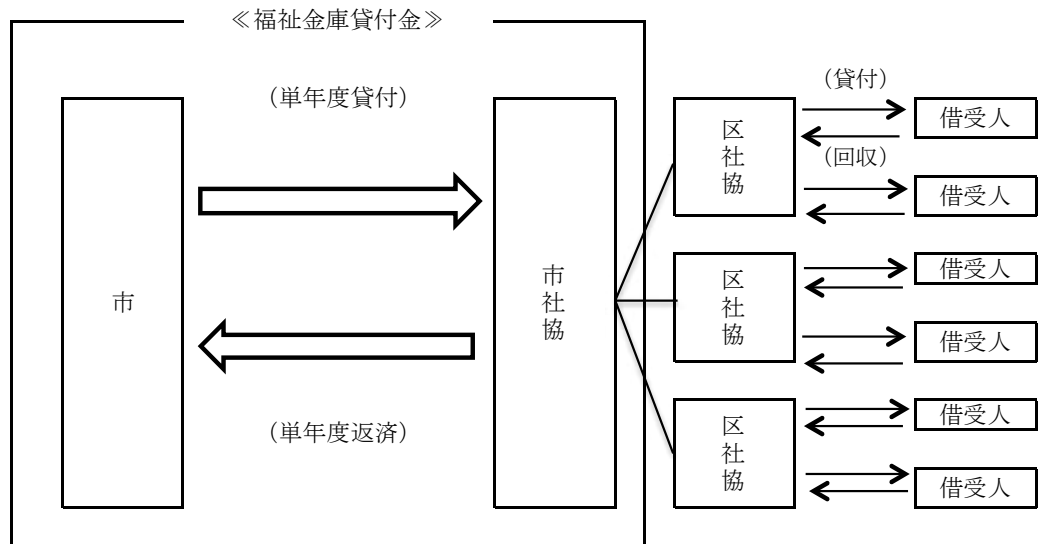 ≪福祉金庫貸付金≫
（単年度貸付）
市
（単年度返済）
市社協
区社協
区社協
区社協
（貸付）
（回収）
借受人
借受人
借受人
借受人
借受人
借受人